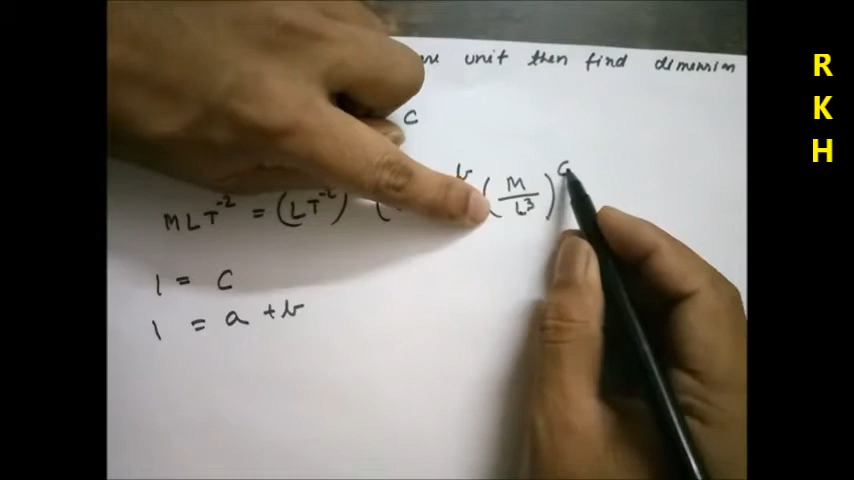 unit then find dimension
c
MLT⁻² = (LT⁻² ) ( b (M/L³)ᶜ
1 = C
1 = a + b
R
K
H